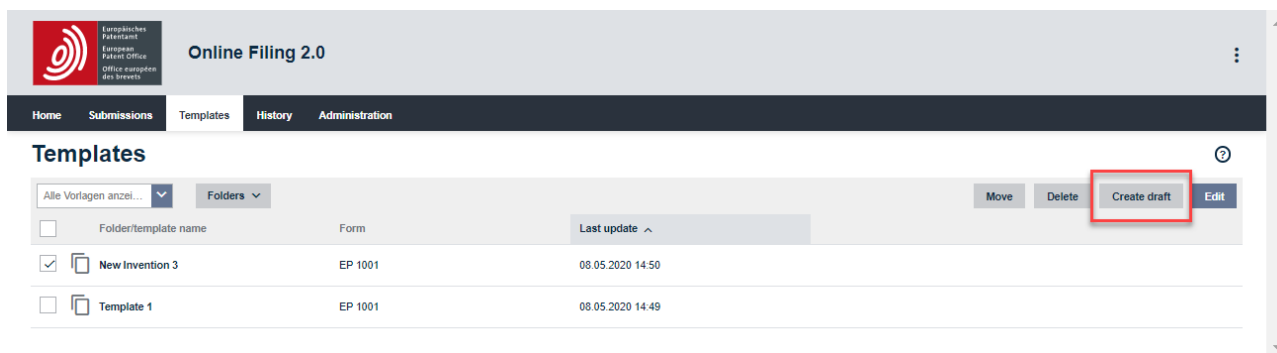 Europäisches
Patentamt
European
Patent Office
Office européen
des brevets
Online Filing 2.0
Home Submissions Templates History Administration
Templates
Alle Vorlagen anzei... Folders Move Delete Create draft Edit
Folder/template name Form Last update
New Invention 3 EP 1001 08.05.2020 14:50
Template 1 EP 1001 08.05.2020 14:49